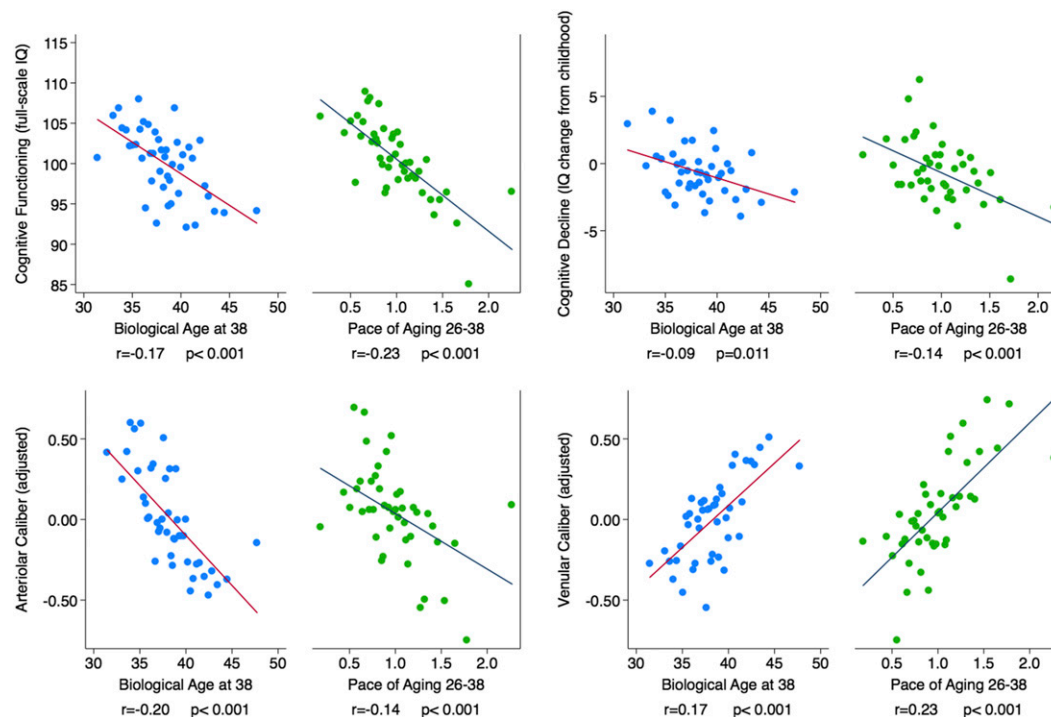 Cognitive Functioning (full-scale IQ)
115
110
105
100
95
90
85
30 35 40 45 50
Biological Age at 38
r=-0.17 p< 0.001
0.5 1.0 1.5 2.0
Pace of Aging 26-38
r=-0.23 p< 0.001
Cognitive Decline (IQ change from childhood)
5
0
-5
30 35 40 45 50
Biological Age at 38
r=-0.09 p=0.011
0.5 1.0 1.5 2.0
Pace of Aging 26-38
r=-0.14 p< 0.001
Arteriolar Caliber (adjusted)
0.50
0.00
-0.50
30 35 40 45 50
Biological Age at 38
r=-0.20 p< 0.001
0.5 1.0 1.5 2.0
Pace of Aging 26-38
r=-0.14 p< 0.001
Venular Caliber (adjusted)
0.50
0.00
-0.50
30 35 40 45 50
Biological Age at 38
r=0.17 p< 0.001
0.5 1.0 1.5 2.0
Pace of Aging 26-38
r=0.23 p< 0.001